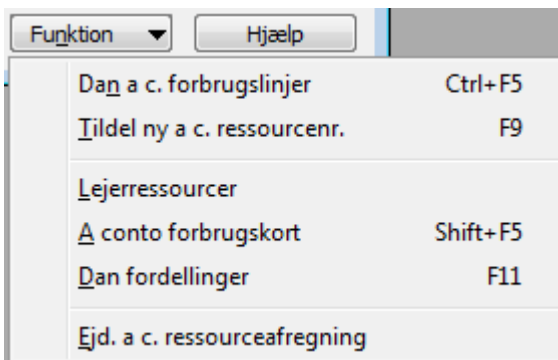 Funktion Hjælp
Dan a c. forbrugslinjer Ctrl+F5
Tildel ny a c. ressourcenr. F9
Lejerressourcer
A conto forbrugskort Shift+F5
Dan fordellinger F11
Ejd. a c. ressourceafregning